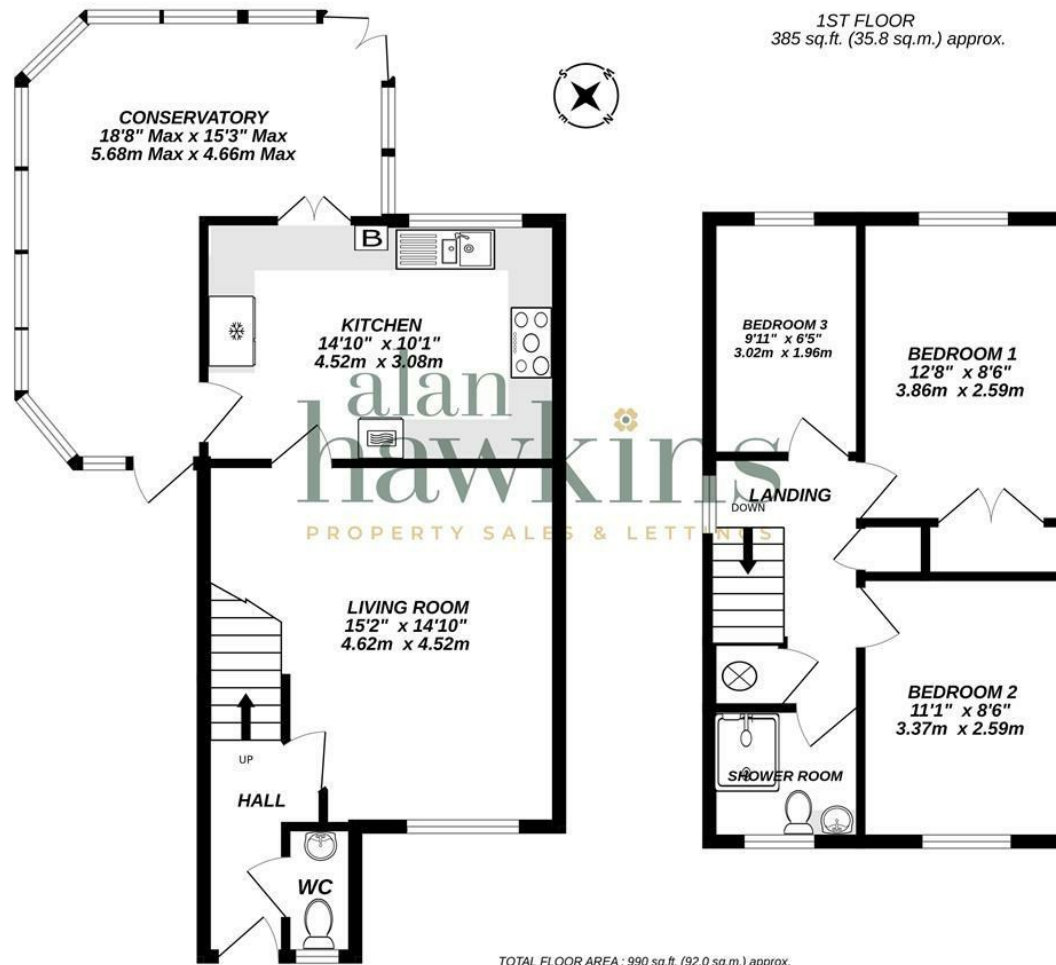 1ST FLOOR
385 sq.ft. (35.8 sq.m.) approx.
S
W
E
N
CONSERVATORY
18'8" Max x 15'3" Max
5.68m Max x 4.66m Max
B
KITCHEN
14'10" x 10'1"
4.52m x 3.08m
BEDROOM 3
9'11" x 6'5"
3.02m x 1.96m
BEDROOM 1
12'8" x 8'6"
3.86m x 2.59m
alan
hawkins
PROPERTY SALES & LETTINGS
LANDING
DOWN
LIVING ROOM
15'2" x 14'10"
4.62m x 4.52m
BEDROOM 2
11'1" x 8'6"
3.37m x 2.59m
UP
HALL
SHOWER ROOM
WC
TOTAL FLOOR AREA : 990 sq.ft. (92.0 sq.m.) approx.